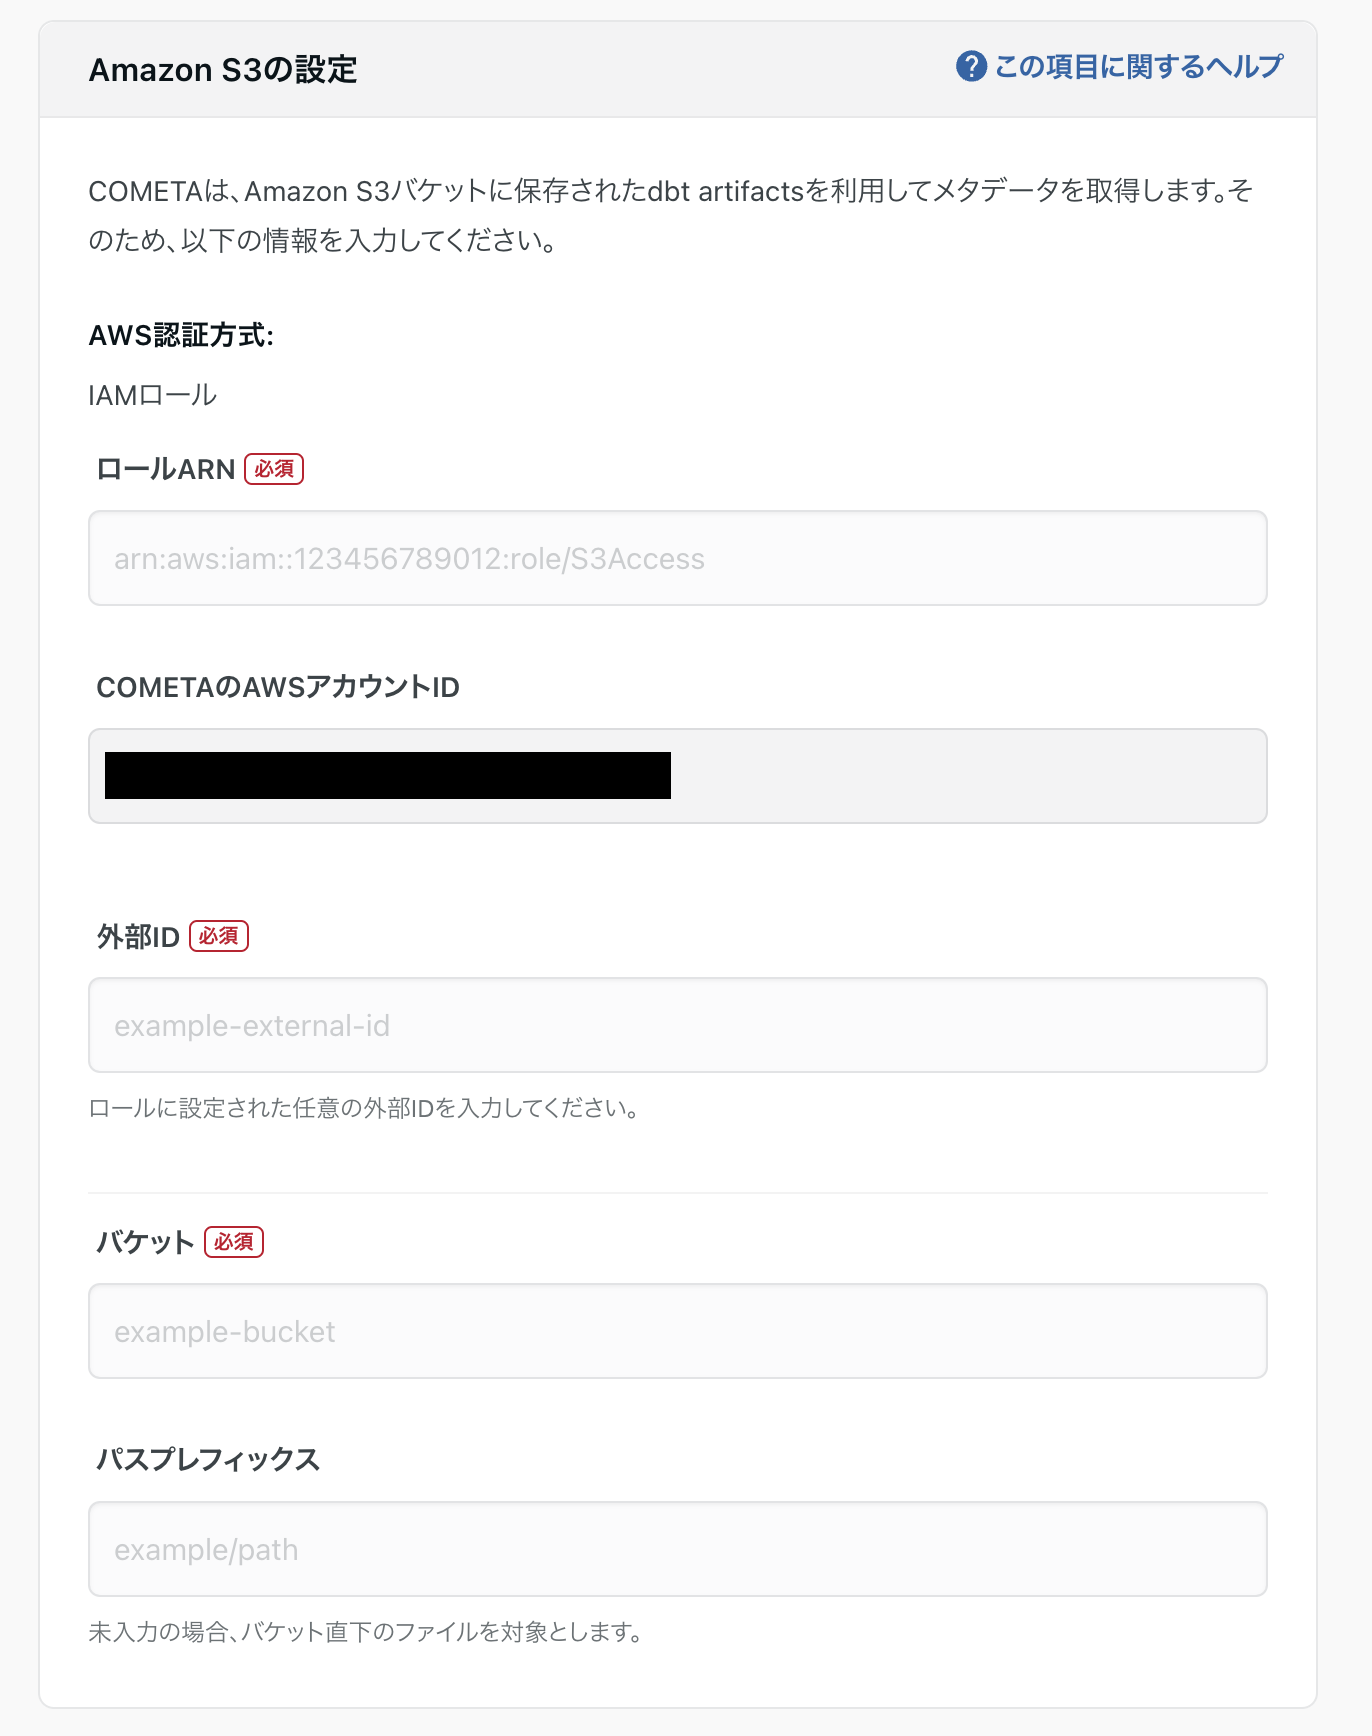 Amazon S3の設定
この項目に関するヘルプ
COMETAは、Amazon S3バケットに保存されたdbt artifactsを利用してメタデータを取得します。そ
のため、以下の情報を入力してください。
AWS認証方式:
IAMロール
ロールARN 必須
arn:aws:iam::123456789012:role/S3Access
COMETAのAWSアカウントID
外部ID 必須
example-external-id
ロールに設定された任意の外部IDを入力してください。
バケット 必須
example-bucket
パスプレフィックス
example/path
未入力の場合、バケット直下のファイルを対象とします。